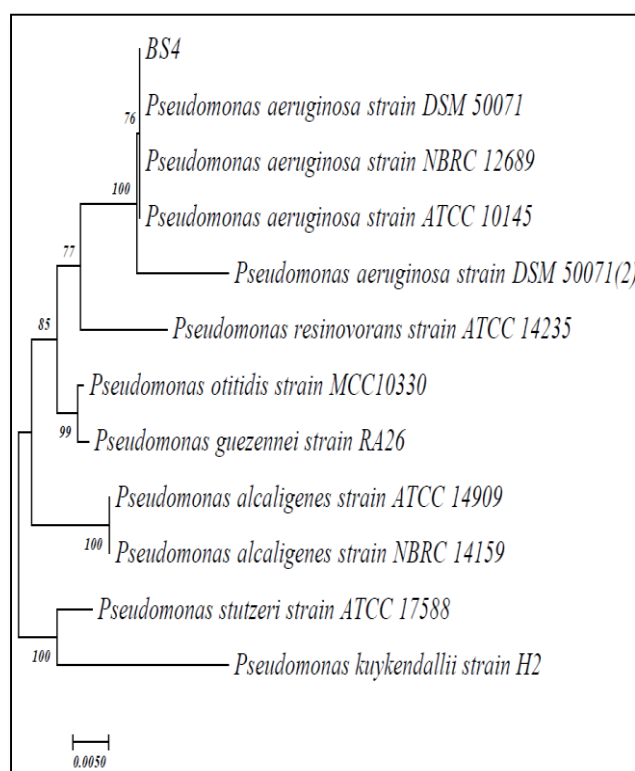 BS4
76
Pseudomonas aeruginosa strain DSM 50071
Pseudomonas aeruginosa strain NBRC 12689
100
Pseudomonas aeruginosa strain ATCC 10145
77
Pseudomonas aeruginosa strain DSM 50071(2)
85
Pseudomonas resinovorans strain ATCC 14235
Pseudomonas otitidis strain MCC10330
99
Pseudomonas guezennei strain RA26
Pseudomonas alcaligenes strain ATCC 14909
100
Pseudomonas alcaligenes strain NBRC 14159
Pseudomonas stutzeri strain ATCC 17588
100
Pseudomonas kuykendallii strain H2
0.0050